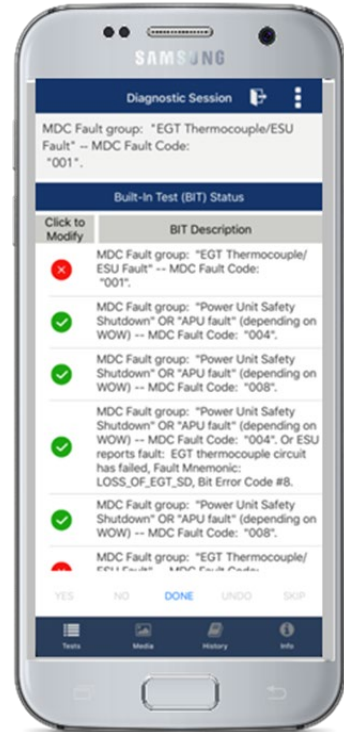 SAMSUNG
Diagnostic Session
MDC Fault group: "EGT Thermocouple/ESU
Fault" -- MDC Fault Code:
"001".
Built-In Test (BIT) Status
Click to
Modify
BIT Description
MDC Fault group: "EGT Thermocouple/
ESU Fault" -- MDC Fault Code:
"001".
MDC Fault group: "Power Unit Safety
Shutdown" OR "APU fault" (depending on
WOW) -- MDC Fault Code: "004".
MDC Fault group: "Power Unit Safety
Shutdown" OR "APU fault" (depending on
WOW) -- MDC Fault Code: "008".
MDC Fault group: "Power Unit Safety
Shutdown" OR "APU fault" (depending on
WOW) -- MDC Fault Code: "004". Or ESU
reports fault: EGT thermocouple circuit
has failed, Fault Mnemonic:
LOSS_OF_EGT_SD, Bit Error Code #8.
MDC Fault group: "Power Unit Safety
Shutdown" OR "APU fault" (depending on
WOW) -- MDC Fault Code: "008".
MDC Fault group: "EGT Thermocouple/
ESU Fault" -- MDC Fault Code:
YES NO DONE UNDO SKIP
Tests Media History Info